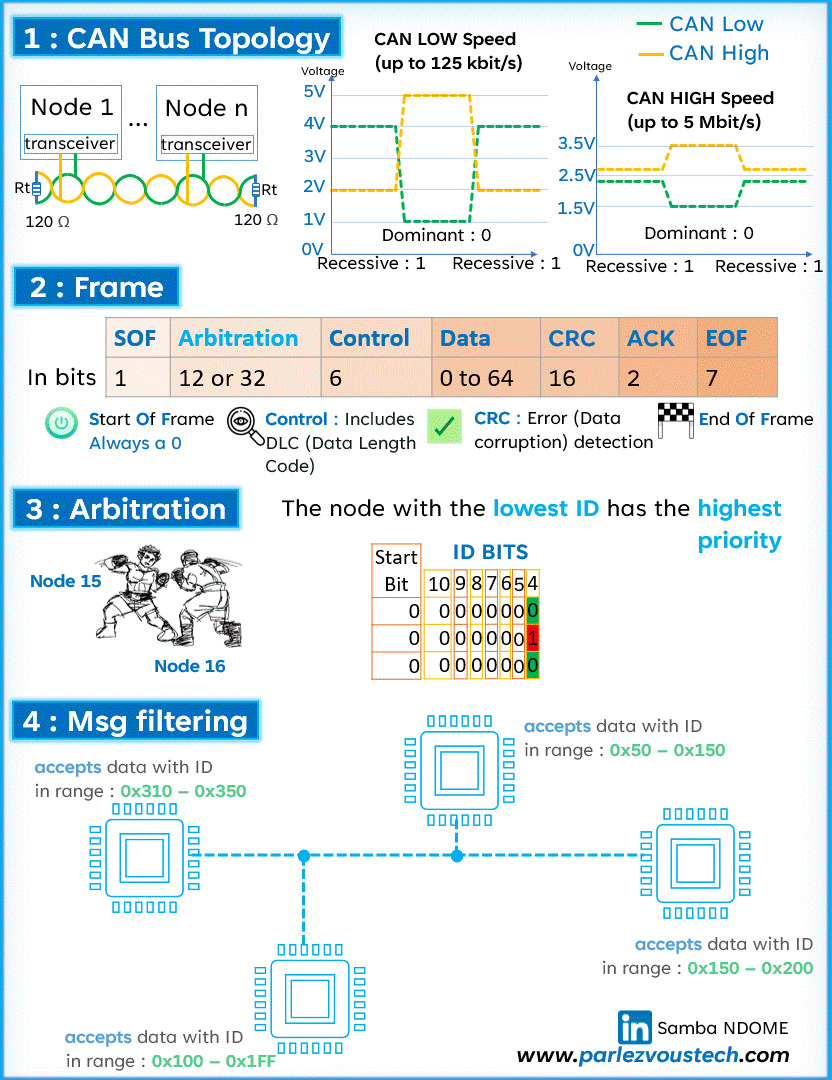 1 : CAN Bus Topology
CAN LOW Speed
(up to 125 kbit/s)
CAN Low
CAN High
Voltage
5V
4V
3V
2V
1V
0V
Dominant : 0
Recessive : 1
Recessive : 1
Voltage
CAN HIGH Speed
(up to 5 Mbit/s)
3.5V
2.5V
1.5V
0V
Dominant : 0
Recessive : 1
Recessive : 1
Node 1
transceiver
...
Node n
transceiver
Rt
Rt
120 Ω
120 Ω
2 : Frame
SOF Arbitration Control Data CRC ACK EOF
In bits 1 12 or 32 6 0 to 64 16 2 7
Start Of Frame
Always a 0
Control : Includes
DLC (Data Length
Code)
CRC : Error (Data
corruption) detection
End Of Frame
3 : Arbitration
The node with the lowest ID has the highest
priority
Node 15
Node 16
Start
Bit
ID BITS
10 9 8 7 6 5 4
0 0 0 0 0 0 0 0
0 0 0 0 0 0 0 1
0 0 0 0 0 0 0 0
4 : Msg filtering
accepts data with ID
in range : 0x50 – 0x150
accepts data with ID
in range : 0x310 – 0x350
accepts data with ID
in range : 0x150 – 0x200
accepts data with ID
in range : 0x100 – 0x1FF
in Samba NDOME
www.parlezvoustech.com